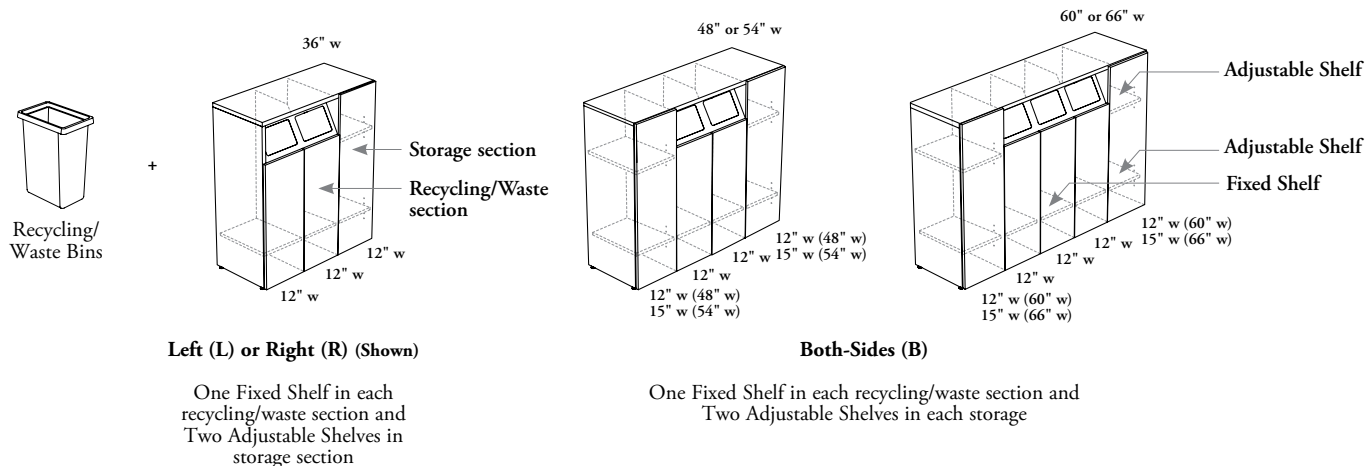 36" w
48" or 54" w
60" or 66" w
Adjustable Shelf
Adjustable Shelf
Fixed Shelf
Storage section
Recycling/Waste
section
+
Recycling/
Waste Bins
12" w
12" w
12" w
12" w (48" w)
15" w (54" w)
12" w
12" w
12" w (48" w)
15" w (54" w)
12" w (60" w)
15" w (66" w)
12" w
12" w
12" w
12" w (60" w)
15" w (66" w)
Left (L) or Right (R) (Shown)
One Fixed Shelf in each
recycling/waste section and
Two Adjustable Shelves in
storage section
Both-Sides (B)
One Fixed Shelf in each recycling/waste section and
Two Adjustable Shelves in each storage